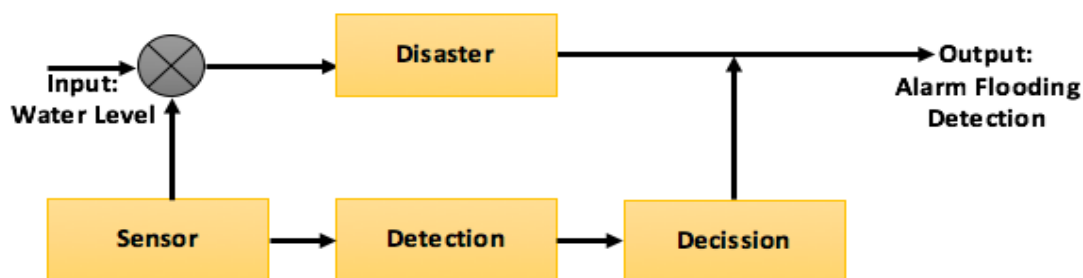 Disaster
Input:
Water Level
Output:
Alarm Flooding
Detection
Sensor
Detection
Decission